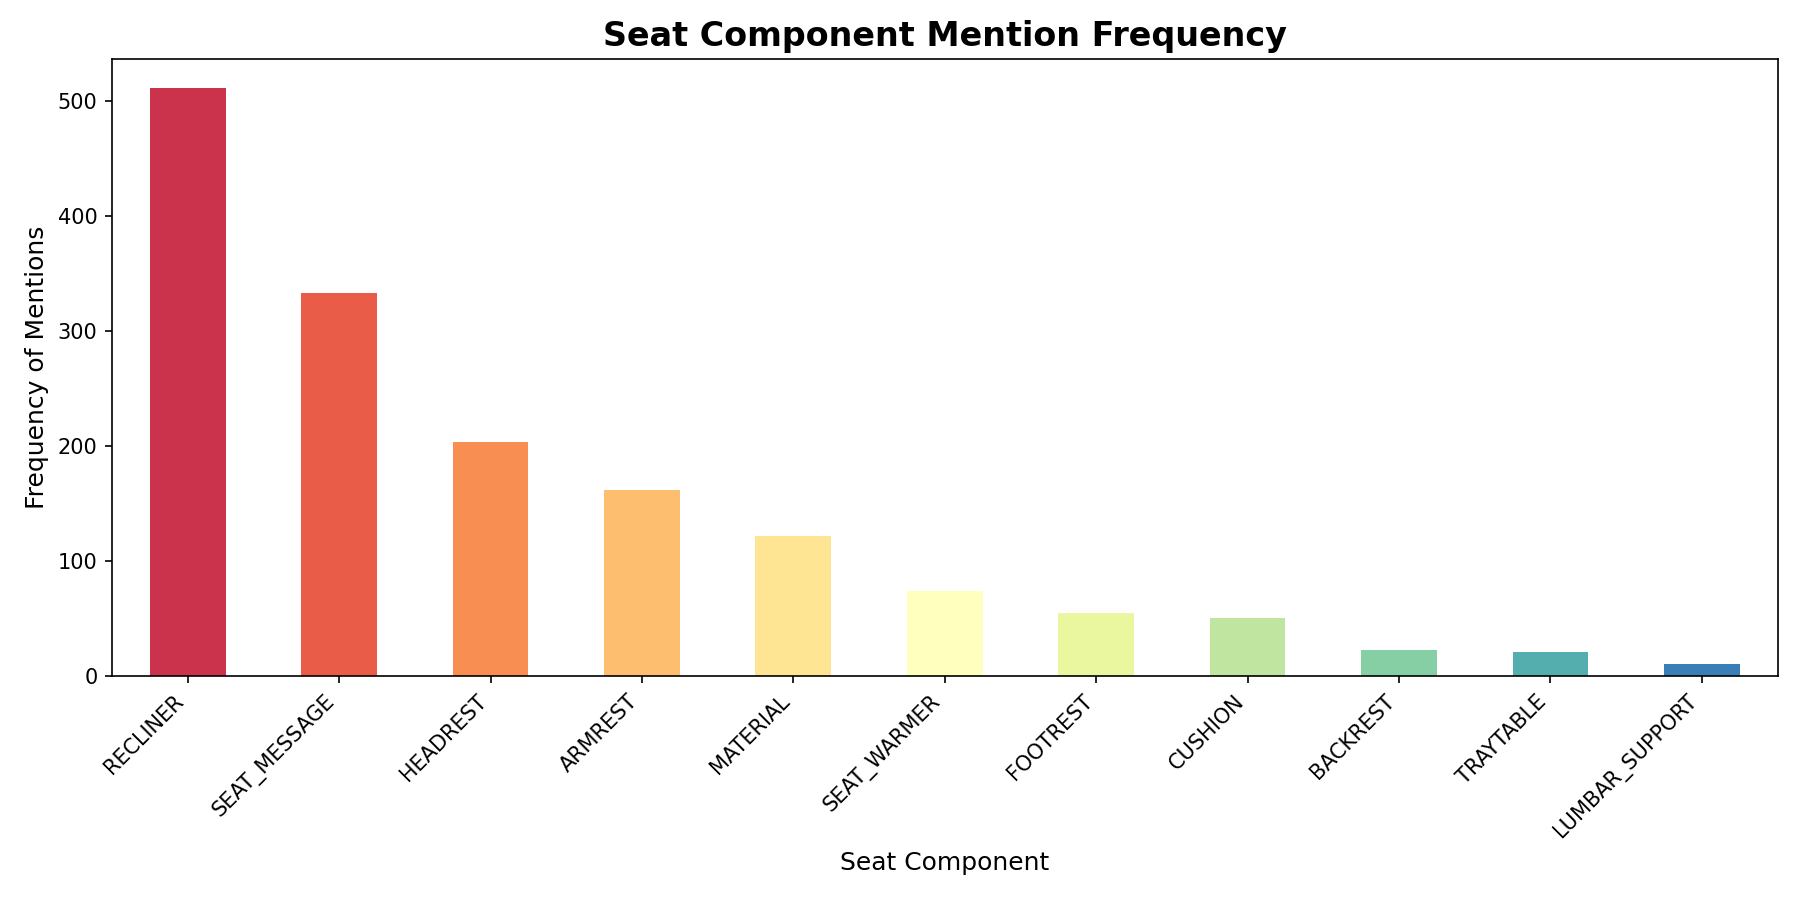 Seat Component Mention Frequency
Frequency of Mentions
500
400
300
200
100
0
RECLINER
SEAT_MESSAGE
HEADREST
ARMREST
MATERIAL
SEAT_WARMER
FOOTREST
CUSHION
BACKREST
TRAYTABLE
LUMBAR_SUPPORT
Seat Component